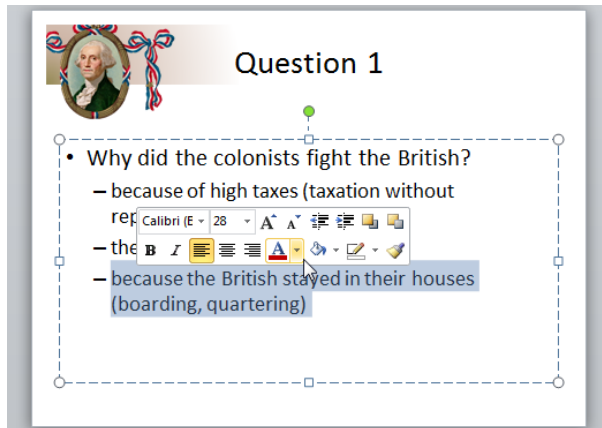 Question 1
• Why did the colonists fight the British?
– because of high taxes (taxation without
Calibri (E 28 A A
– the
B I A
– because the British stayed in their houses
(boarding, quartering)